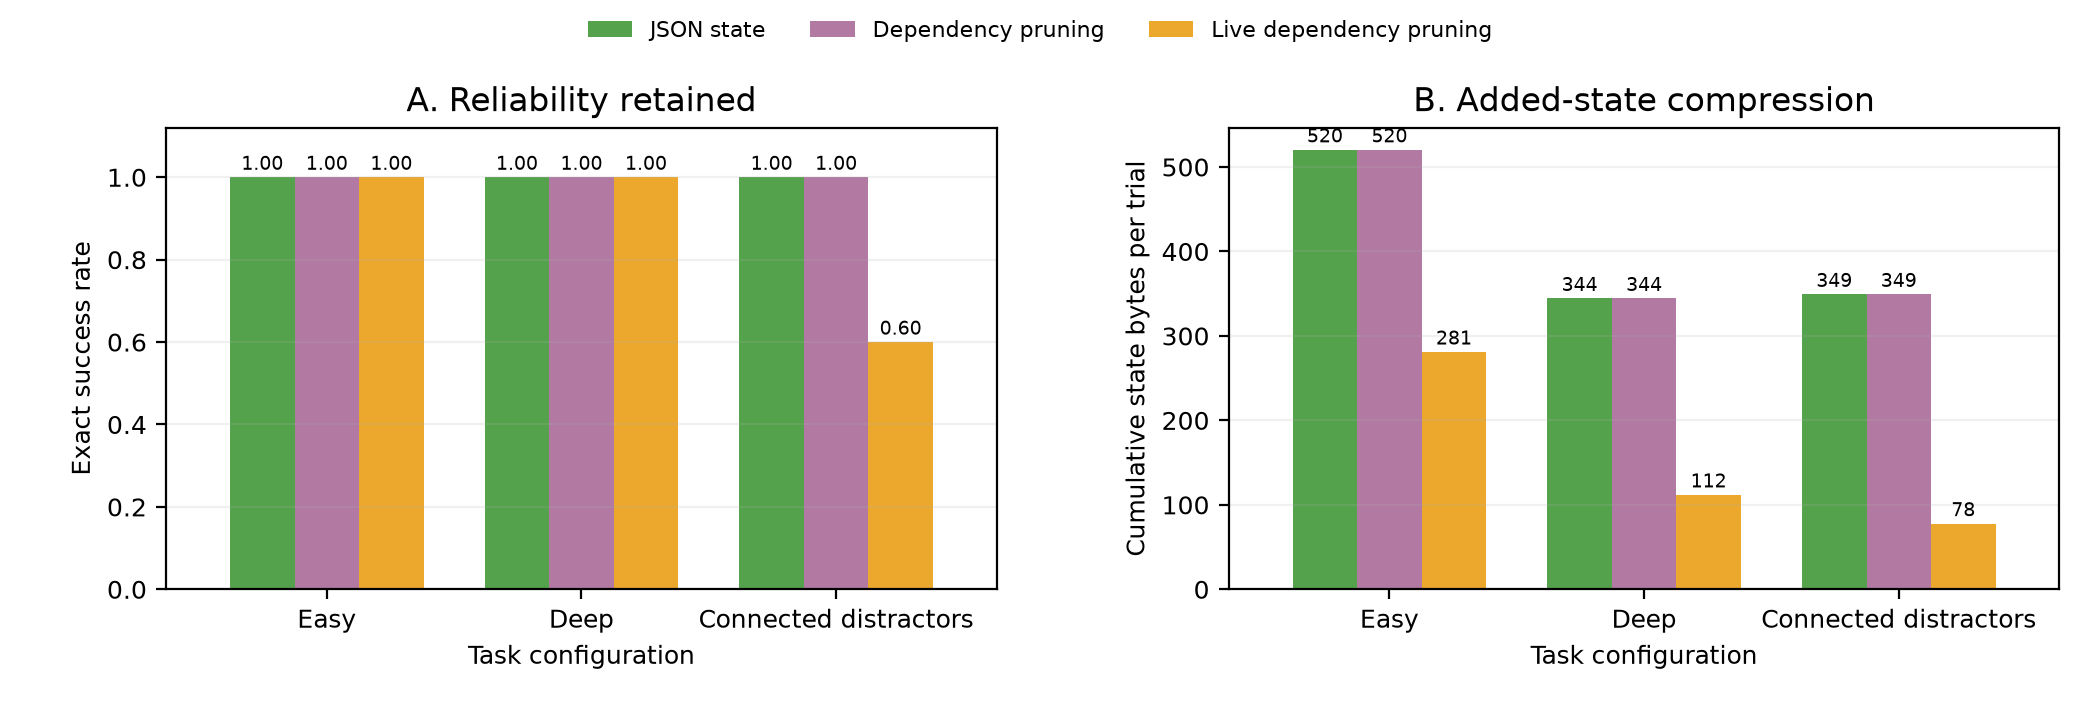 JSON state Dependency pruning Live dependency pruning
A. Reliability retained
Exact success rate
1.0
0.8
0.6
0.4
0.2
0.0
1.00 1.00 1.00 1.00 1.00 1.00 1.00 1.00 0.60
Easy Deep Connected distractors
Task configuration
B. Added-state compression
Cumulative state bytes per trial
500
400
300
200
100
0
520 520 281 344 344 112 349 349 78
Easy Deep Connected distractors
Task configuration